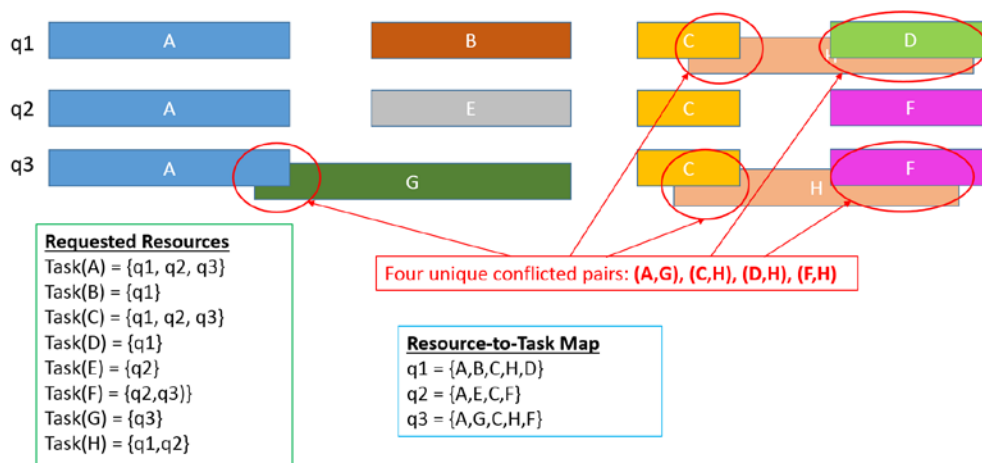 q1
A
B
C
H
D
q2
A
E
C
F
q3
A
G
C
H
F
Requested Resources
Task(A) = {q1, q2, q3}
Task(B) = {q1}
Task(C) = {q1, q2, q3}
Task(D) = {q1}
Task(E) = {q2}
Task(F) = {q2,q3)}
Task(G) = {q3}
Task(H) = {q1,q2}
Four unique conflicted pairs: (A,G), (C,H), (D,H), (F,H)
Resource-to-Task Map
q1 = {A,B,C,H,D}
q2 = {A,E,C,F}
q3 = {A,G,C,H,F}